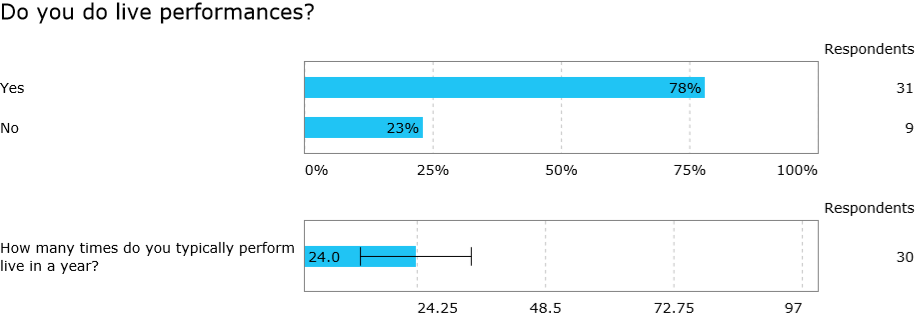 Do you do live performances?
Respondents
Yes 78% 31
No 23% 9
0% 25% 50% 75% 100%
Respondents
How many times do you typically perform
live in a year?
24.0 30
24.25 48.5 72.75 97